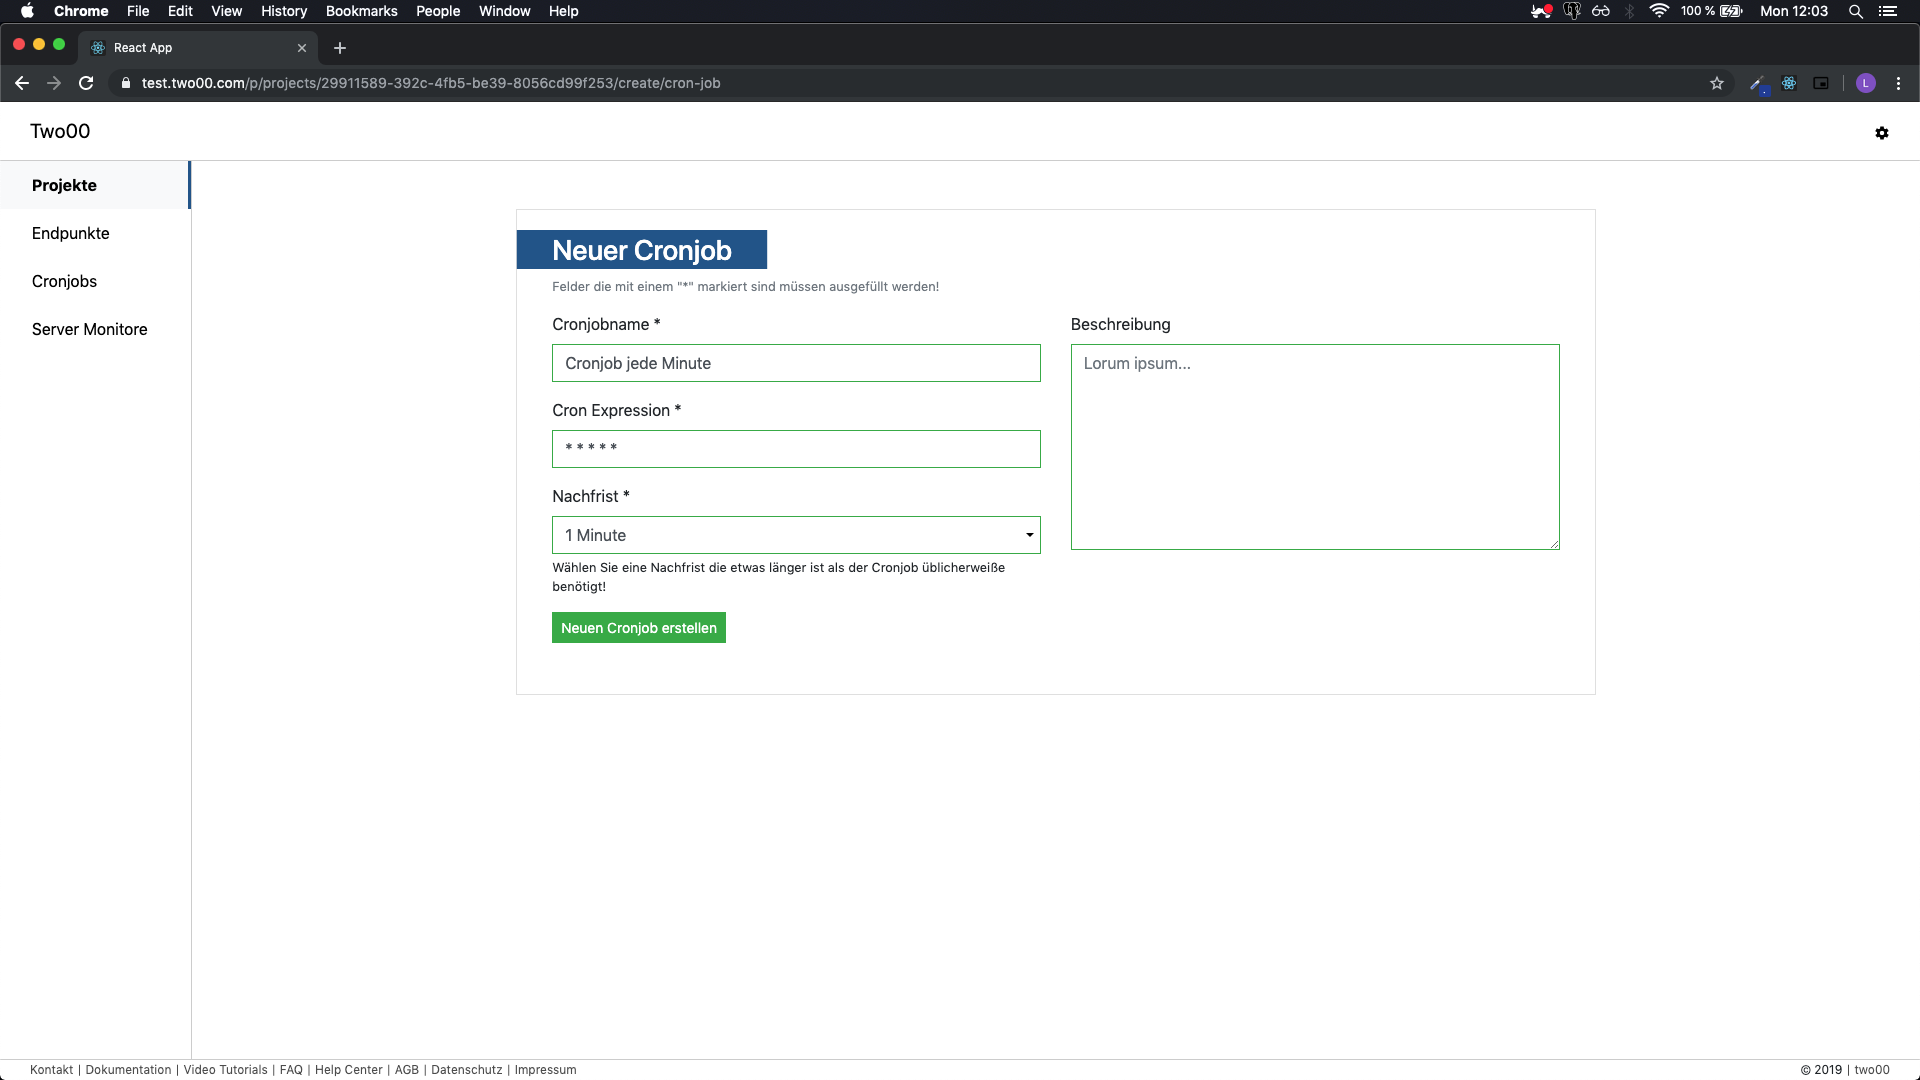 Chrome File Edit View History Bookmarks People Window Help 100 % Mon 12:03
React App
test.two00.com/p/projects/29911589-392c-4fb5-be39-8056cd99f253/create/cron-job L
Two00
Projekte
Endpunkte
Cronjobs
Server Monitore
Neuer Cronjob
Felder die mit einem "*" markiert sind müssen ausgefüllt werden!
Cronjobname *
Cronjob jede Minute
Cron Expression *
* * * * *
Nachfrist *
1 Minute
Wählen Sie eine Nachfrist die etwas länger ist als der Cronjob üblicherweiße
benötigt!
Neuen Cronjob erstellen
Beschreibung
Lorum ipsum...
Kontakt | Dokumentation | Video Tutorials | FAQ | Help Center | AGB | Datenschutz | Impressum
© 2019 | two00